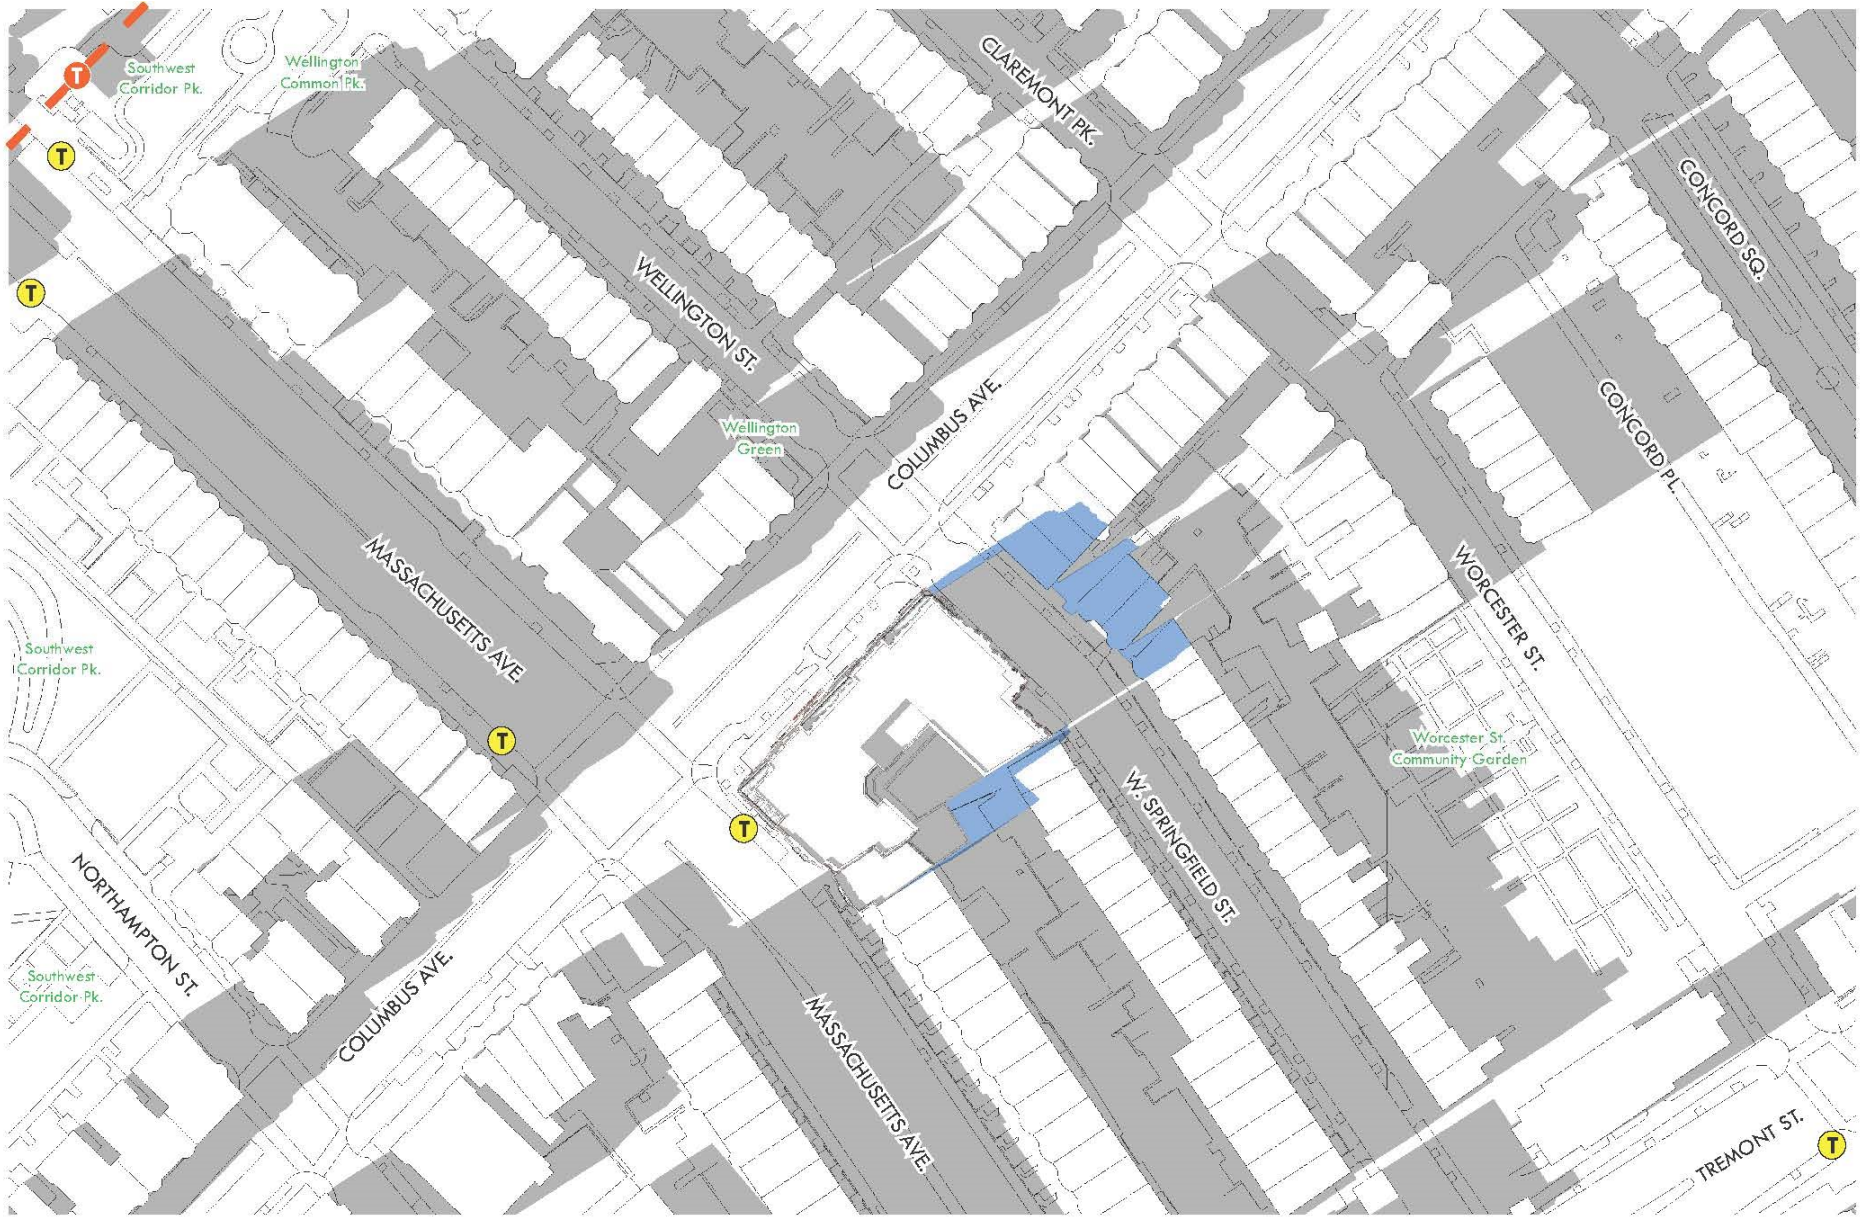 CLAREMONT PK.
Wellington
Common Pk.
Southwest
Corridor Pk.
T
T
CONCORD SQ.
T
WELLINGTON ST.
COLUMBUS AVE.
CONCORD PL.
Wellington
Green
MASSACHUSETTS AVE.
WORCESTER ST.
Southwest
Corridor Pk.
T
Worcester St.
Community Garden
W. SPRINGFIELD ST.
T
NORTHAMPTON ST.
COLUMBUS AVE.
Southwest
Corridor Pk.
MASSACHUSETTS AVE.
TREMONT ST.
T